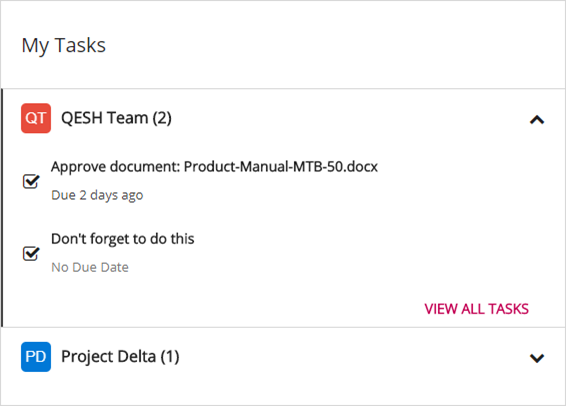 My Tasks
QT QESH Team (2)
Approve document: Product-Manual-MTB-50.docx
Due 2 days ago
Don't forget to do this
No Due Date
VIEW ALL TASKS
PD Project Delta (1)